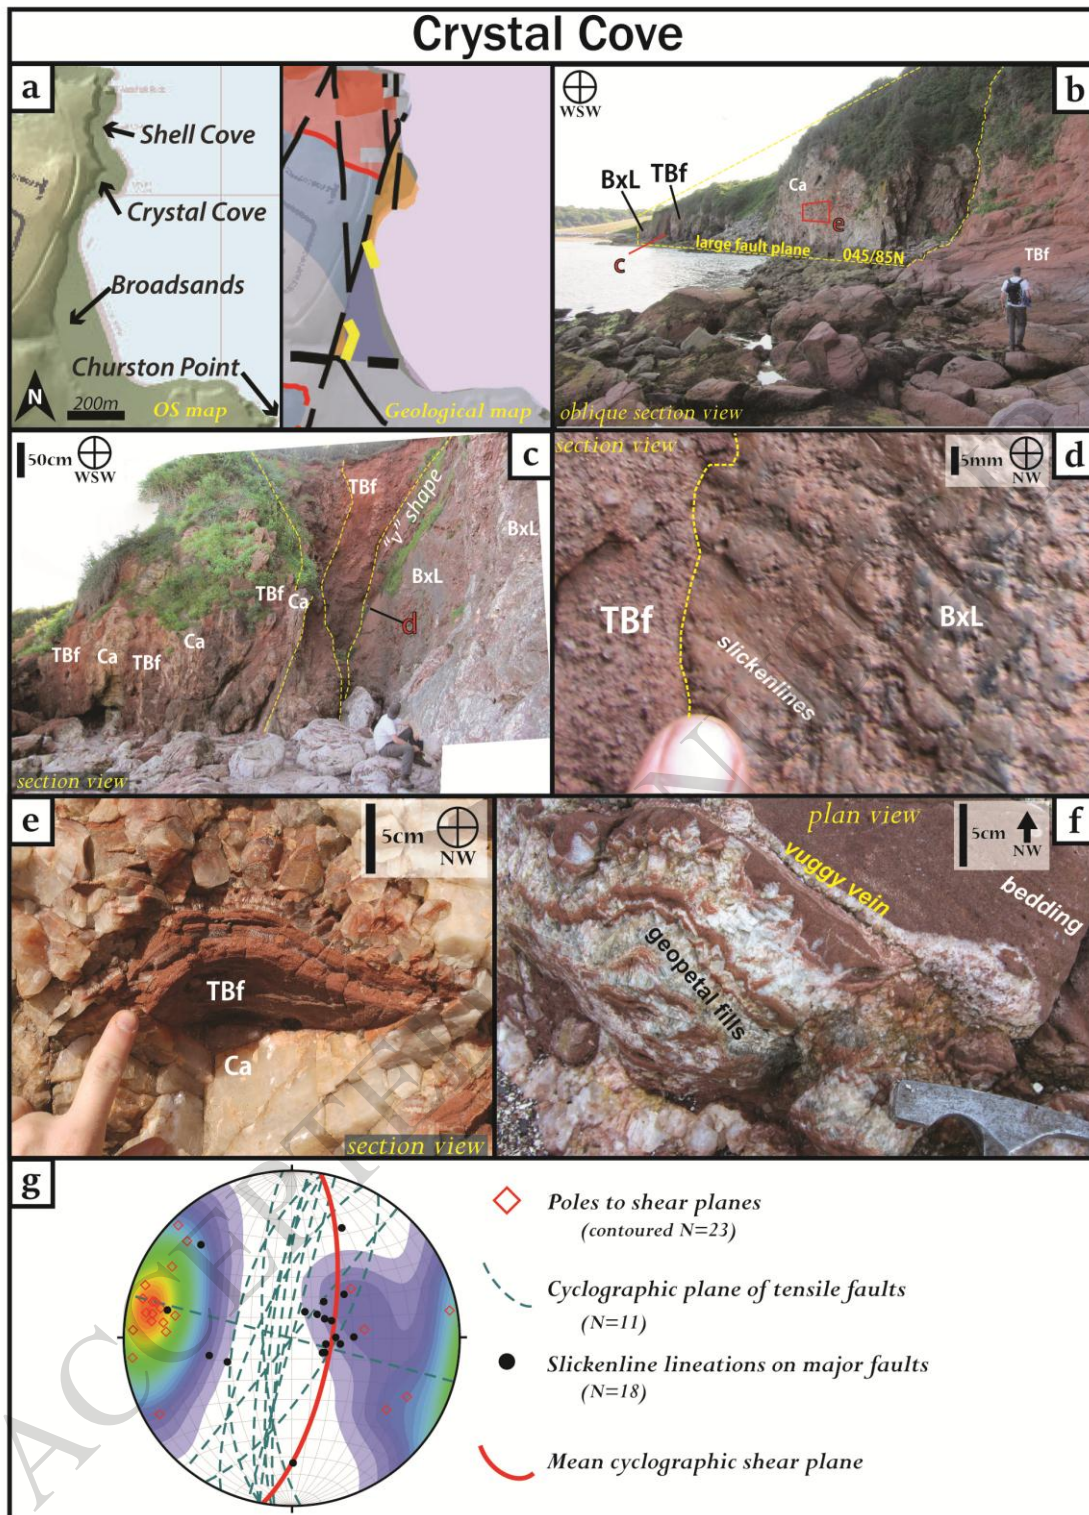 Crystal Cove
a
Shell Cove
Crystal Cove
Broadsands
Churston Point
N
200m
OS map
Geological map
b
WSW
BxL
TBf
Ca
e
c
large fault plane
045/85N
TBf
oblique section view
c
50cm
WSW
TBf
"v" shape
BxL
BxL
TBf
Ca
d
Ca
TBf
Ca
TBf
section view
section view
d
5mm
NW
TBf
BxL
slickenlines
e
5cm
NW
TBf
Ca
section view
f
plan view
5cm
NW
vuggy vein
bedding
geopetal fills
g
Poles to shear planes
(contoured N=23)
Cyclographic plane of tensile faults
(N=11)
Slickenline lineations on major faults
(N=18)
Mean cyclographic shear plane